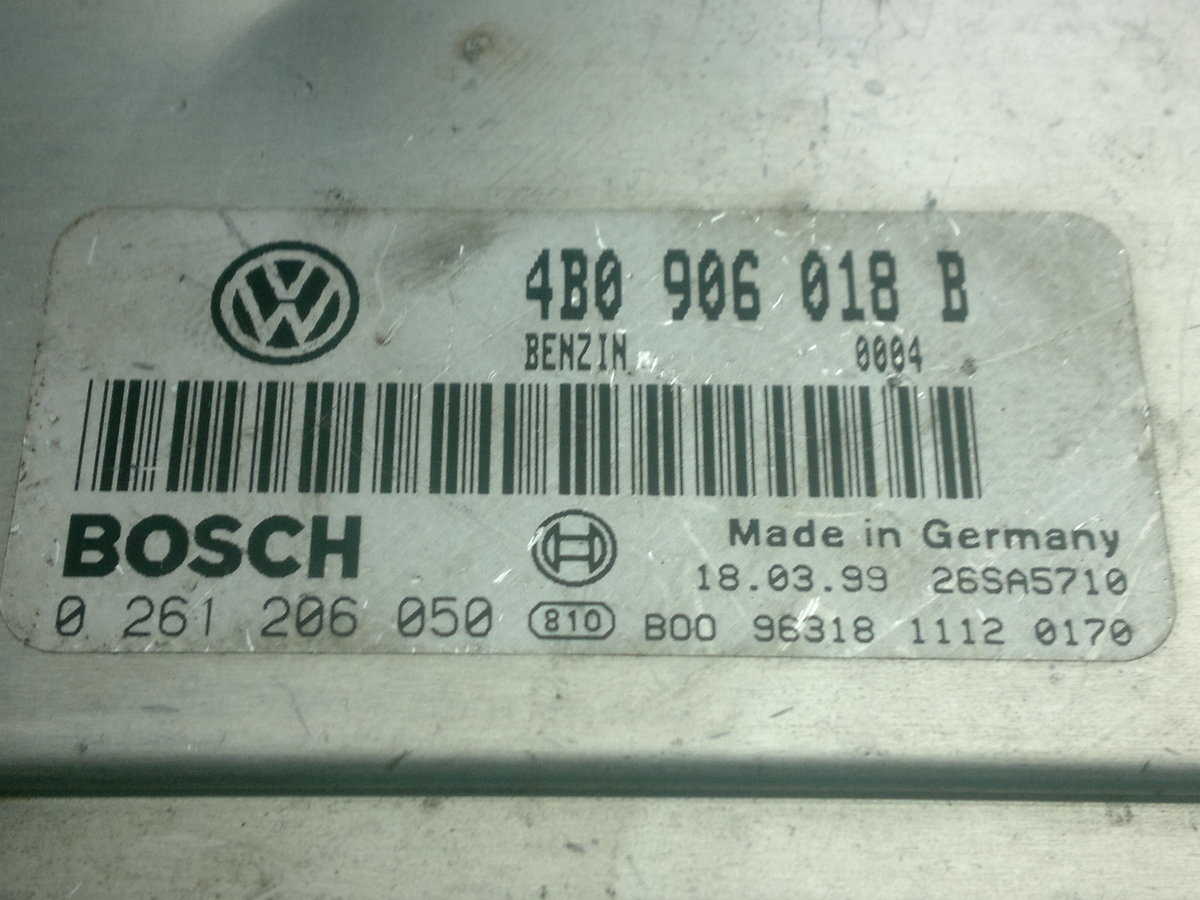 4B0 906 018 B
BENZIN 0004
BOSCH
Made in Germany
18.03.99 26SA5710
0 261 206 050 810 B00 96318 1112 0170